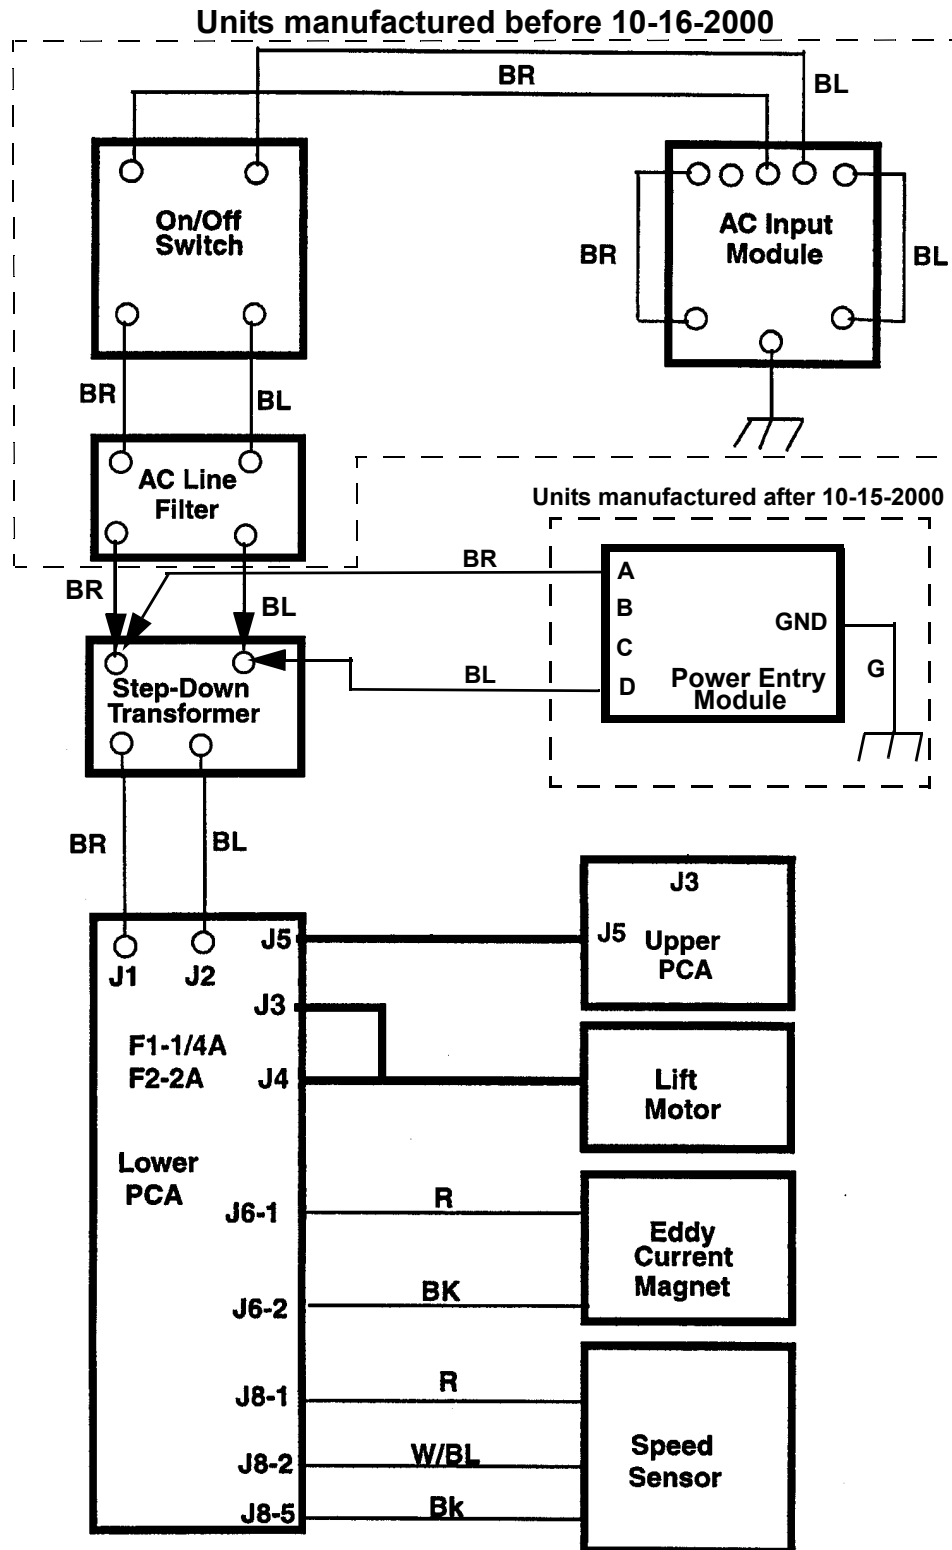 Units manufactured before 10-16-2000
BR
BL
On/Off
Switch
AC Input
Module
BR
BL
BR
BL
AC Line
Filter
Units manufactured after 10-15-2000
BR
BR
BL
A
B
C
D
GND
Power Entry
Module
G
BL
Step-Down
Transformer
BR
BL
J1
J2
J5
J3
J4
F1-1/4A
F2-2A
Lower
PCA
J3
J5
Upper
PCA
Lift
Motor
J6-1
R
J6-2
BK
Eddy
Current
Magnet
J8-1
R
J8-2
W/BL
J8-5
Bk
Speed
Sensor